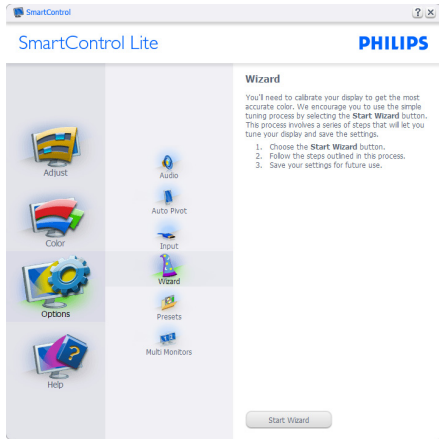 SmartControl
SmartControl Lite
PHILIPS
Adjust
Color
Options
Help
Audio
Auto Pivot
Input
Wizard
Presets
Multi Monitors
Wizard
You'll need to calibrate your display to get the most
accurate color. We encourage you to use the simple
tuning process by selecting the Start Wizard button.
This process involves a series of steps that will let you
tune your display and save the settings.
1. Choose the Start Wizard button.
2. Follow the steps outlined in this process.
3. Save your settings for future use.
Start Wizard